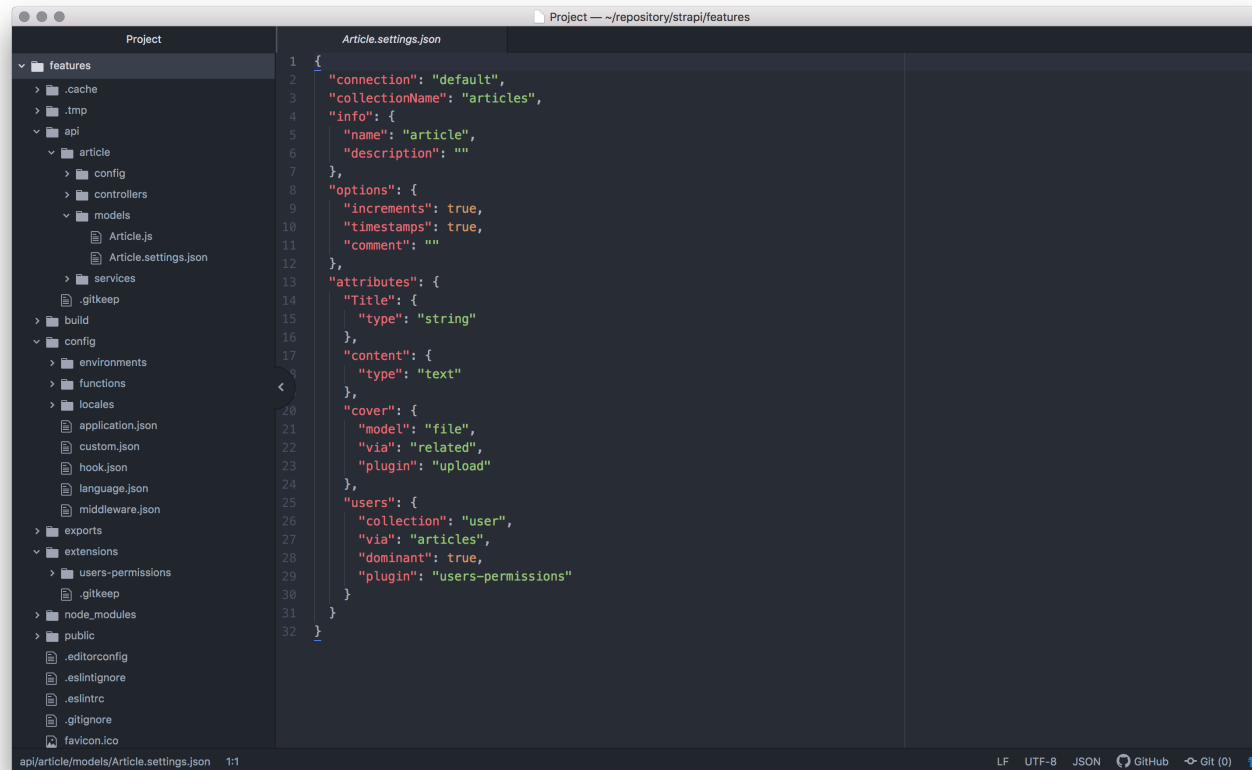 Project — ~/repository/strapi/features
Project
Article.settings.json
features
.cache
.tmp
api
article
config
controllers
models
Article.js
Article.settings.json
services
.gitkeep
build
config
environments
functions
locales
application.json
custom.json
hook.json
language.json
middleware.json
exports
extensions
users-permissions
.gitkeep
node_modules
public
.editorconfig
.eslintignore
.eslintrc
.gitignore
favicon.ico
1 {
2 "connection": "default",
3 "collectionName": "articles",
4 "info": {
5 "name": "article",
6 "description": ""
7 },
8 "options": {
9 "increments": true,
10 "timestamps": true,
11 "comment": ""
12 },
13 "attributes": {
14 "Title": {
15 "type": "string"
16 },
17 "content": {
8 "type": "text"
},
20 "cover": {
21 "model": "file",
22 "via": "related",
23 "plugin": "upload"
24 },
25 "users": {
26 "collection": "user",
27 "via": "articles",
28 "dominant": true,
29 "plugin": "users-permissions"
30 }
31 }
32 }
api/article/models/Article.settings.json 1:1
LF UTF-8 JSON GitHub Git (0)